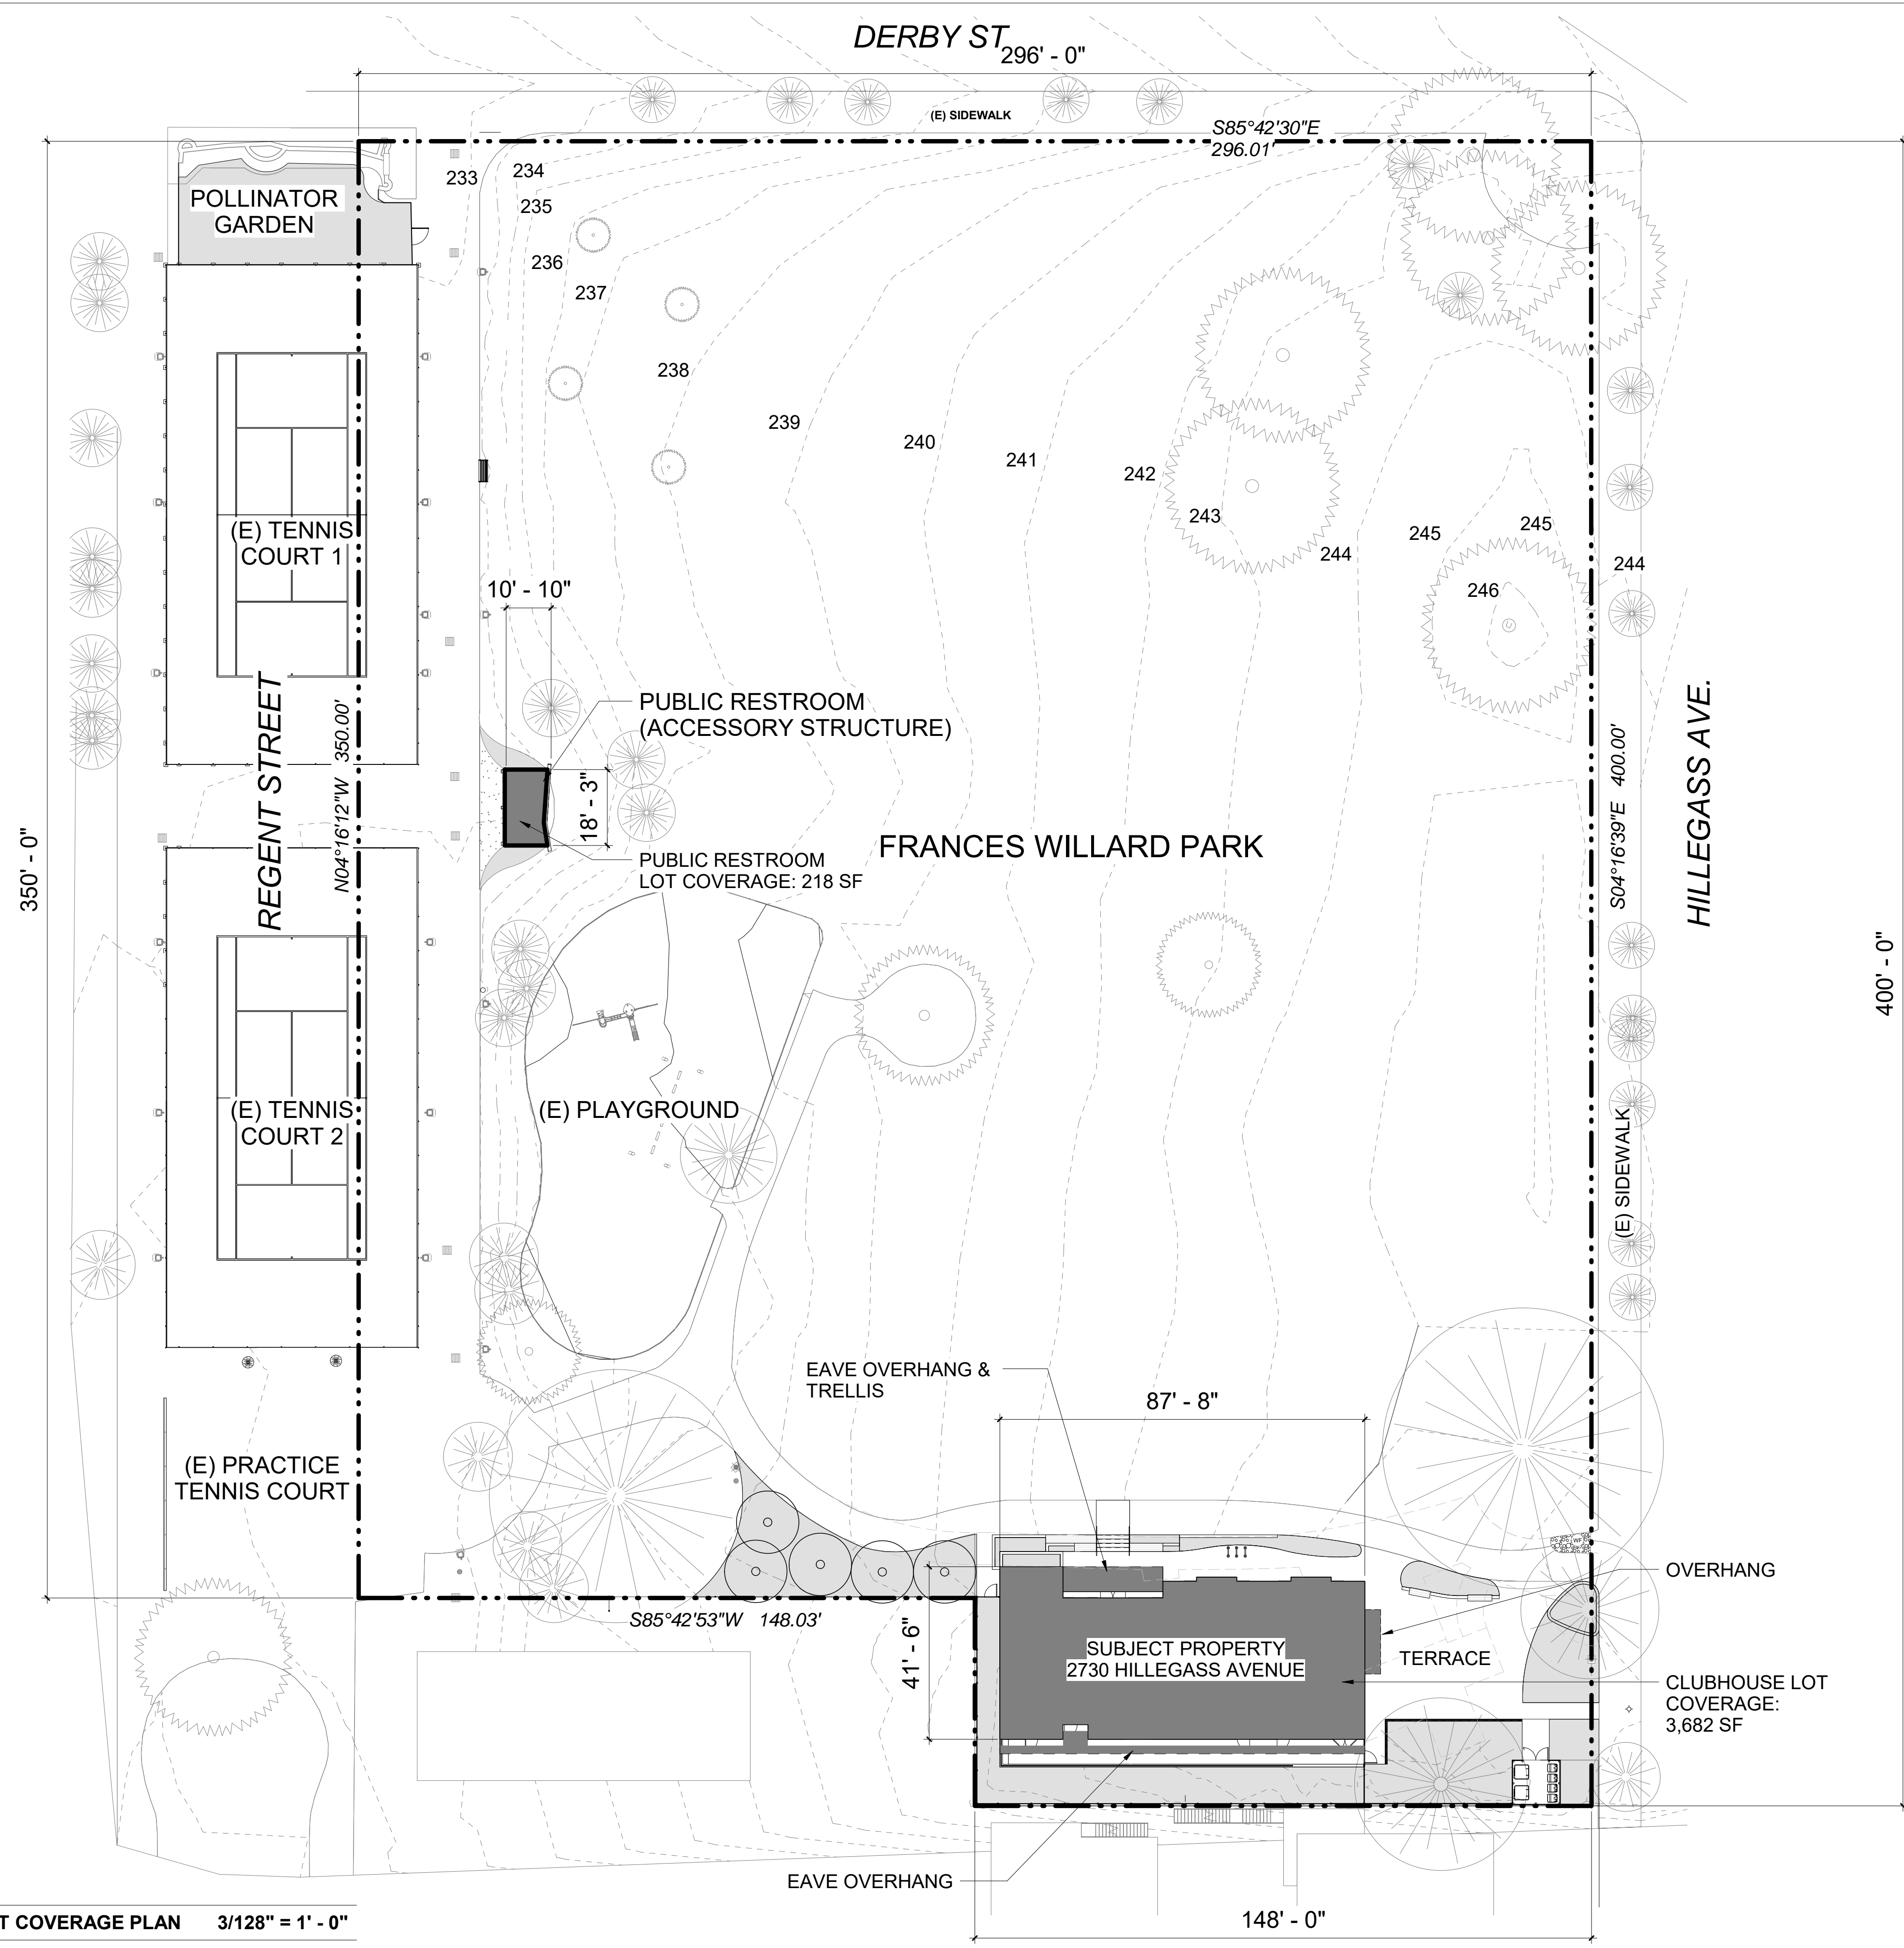 DERBY ST
296' - 0"
(E) SIDEWALK
S85°42'30"E
296.01'
POLLINATOR
GARDEN
233
234
235
236
237
238
239
240
241
242
243
244
245
245
246
244
(E) TENNIS
COURT 1
10' - 10"
PUBLIC RESTROOM
(ACCESSORY STRUCTURE)
18' - 3"
PUBLIC RESTROOM
LOT COVERAGE: 218 SF
REGENT STREET
N04°16'12"W 350.00'
350' - 0"
FRANCES WILLARD PARK
S04°16'39"E 400.00'
HILLEGASS AVE.
400' - 0"
(E) TENNIS
COURT 2
(E) PLAYGROUND
(E) SIDEWALK
EAVE OVERHANG &
TRELLIS
87' - 8"
(E) PRACTICE
TENNIS COURT
WF
OVERHANG
S85°42'53"W 148.03'
41' - 6"
SUBJECT PROPERTY
2730 HILLEGASS AVENUE
TERRACE
CLUBHOUSE LOT
COVERAGE:
3,682 SF
EAVE OVERHANG
148' - 0"
T COVERAGE PLAN 3/128" = 1' - 0"